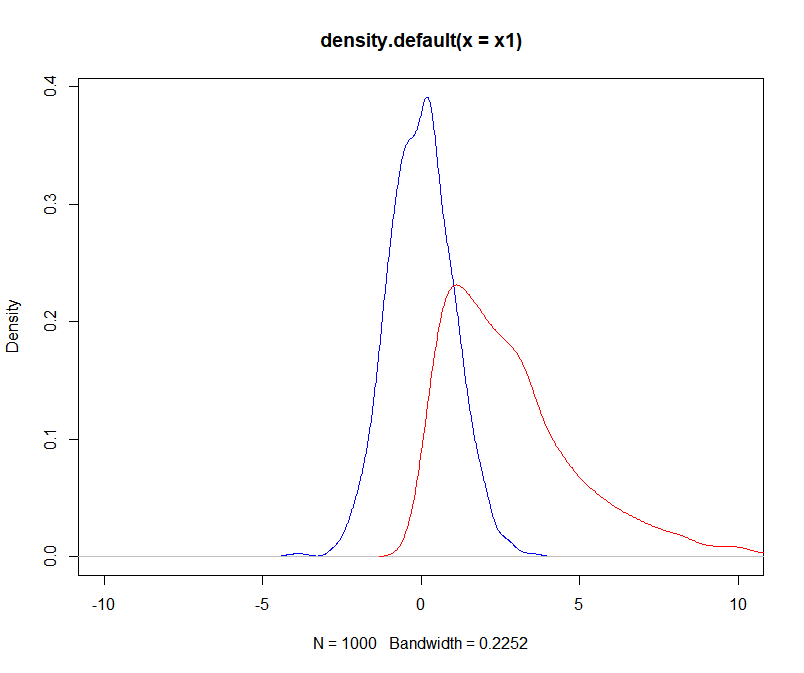 density.default(x = x1)
Density
0.4
0.3
0.2
0.1
0.0
-10 -5 0 5 10
N = 1000 Bandwidth = 0.2252